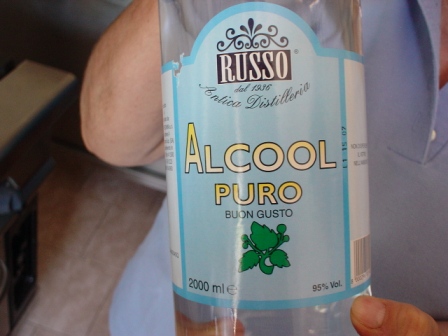 RUSSO
dal 1936
Antica Distilleria
ALCOOL
PURO
BUON GUSTO
2000 ml e
95% Vol.